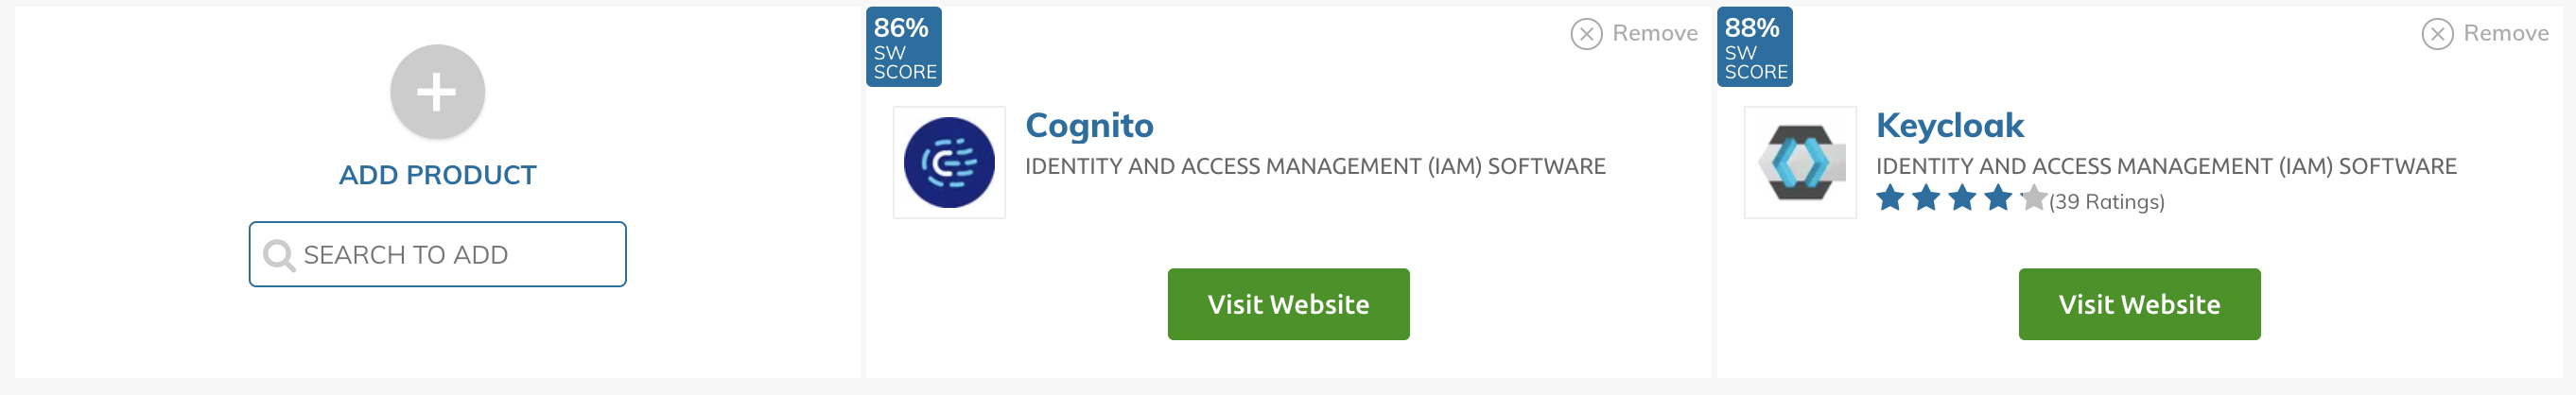 ADD PRODUCT
SEARCH TO ADD
86%
SW
SCORE
Remove
Cognito
IDENTITY AND ACCESS MANAGEMENT (IAM) SOFTWARE
Visit Website
88%
SW
SCORE
Remove
Keycloak
IDENTITY AND ACCESS MANAGEMENT (IAM) SOFTWARE
(39 Ratings)
Visit Website